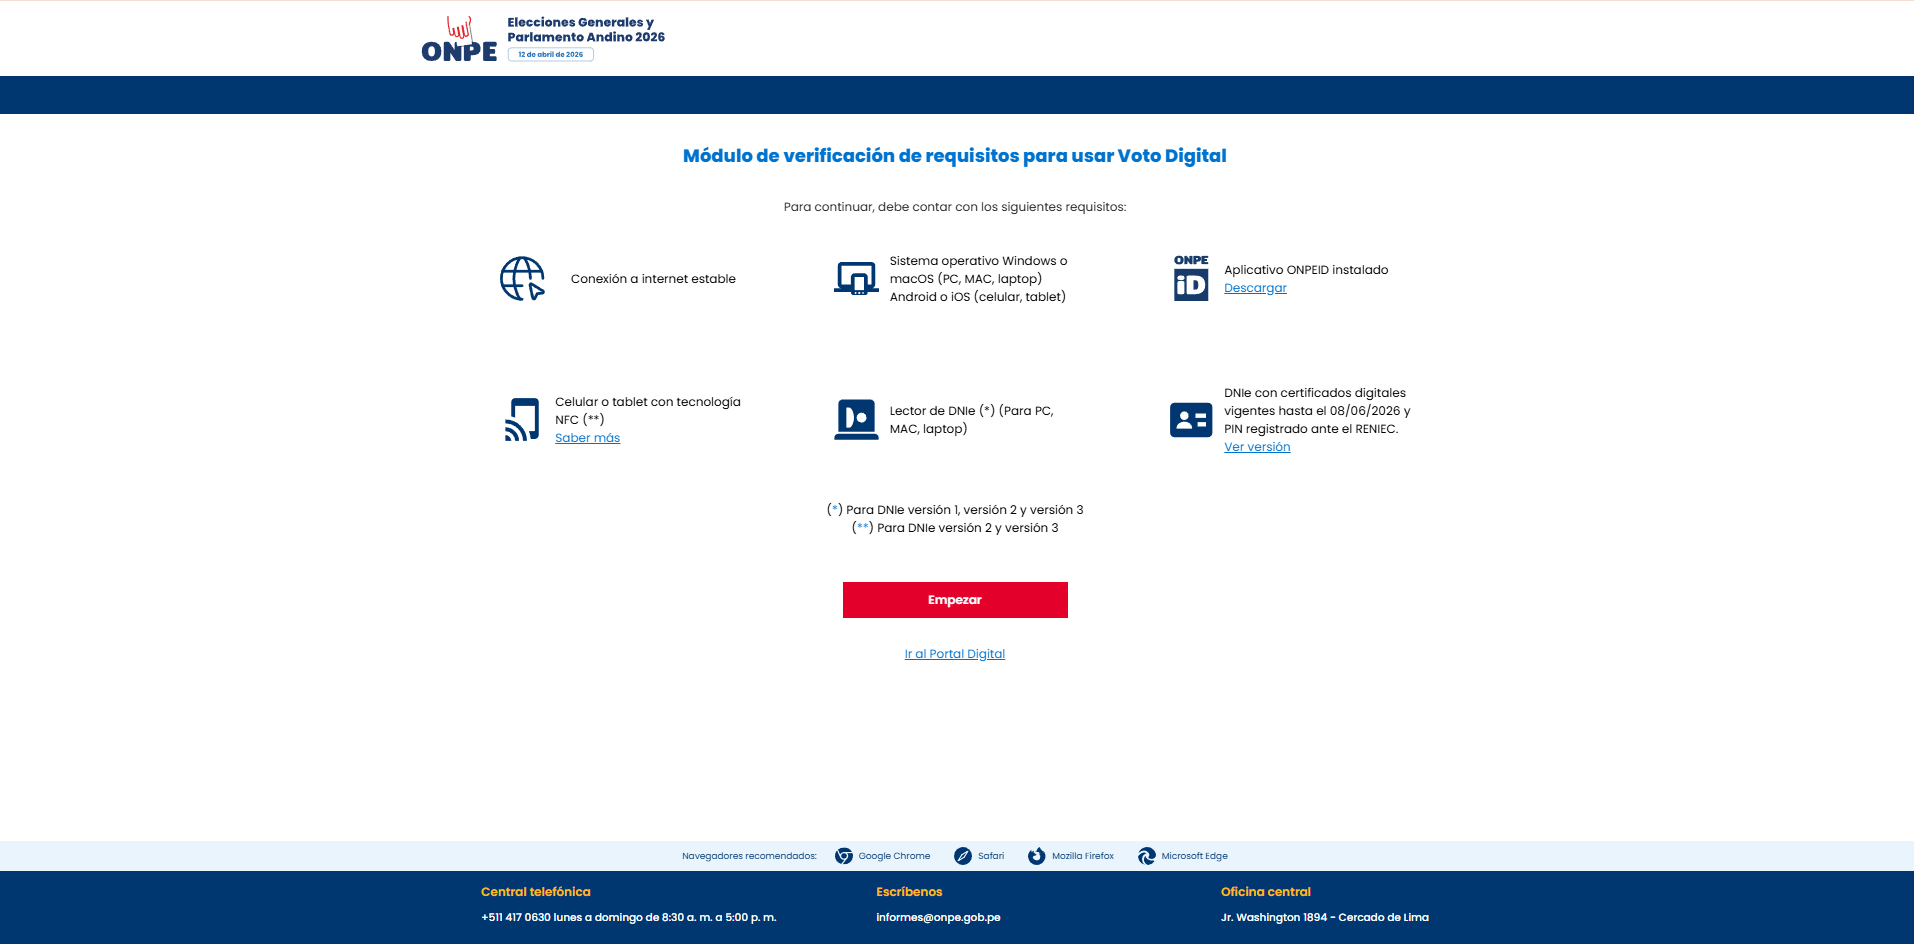 ONPE
Elecciones Generales y
Parlamento Andino 2026
12 de abril de 2026
Módulo de verificación de requisitos para usar Voto Digital
Para continuar, debe contar con los siguientes requisitos:
Conexión a internet estable
Sistema operativo Windows o
macOS (PC, MAC, laptop)
Android o iOS (celular, tablet)
ONPE
iD
Aplicativo ONPEID instalado
Descargar
Celular o tablet con tecnología
NFC (**)
Saber más
Lector de DNIe (*) (Para PC,
MAC, laptop)
DNIe con certificados digitales
vigentes hasta el 08/06/2026 y
PIN registrado ante el RENIEC.
Ver versión
(*) Para DNIe versión 1, versión 2 y versión 3
(**) Para DNIe versión 2 y versión 3
Empezar
Ir al Portal Digital
Navegadores recomendados: Google Chrome Safari Mozilla Firefox Microsoft Edge
Central telefónica
+511 417 0630 lunes a domingo de 8:30 a. m. a 5:00 p. m.
Escríbenos
informes@onpe.gob.pe
Oficina central
Jr. Washington 1894 - Cercado de Lima